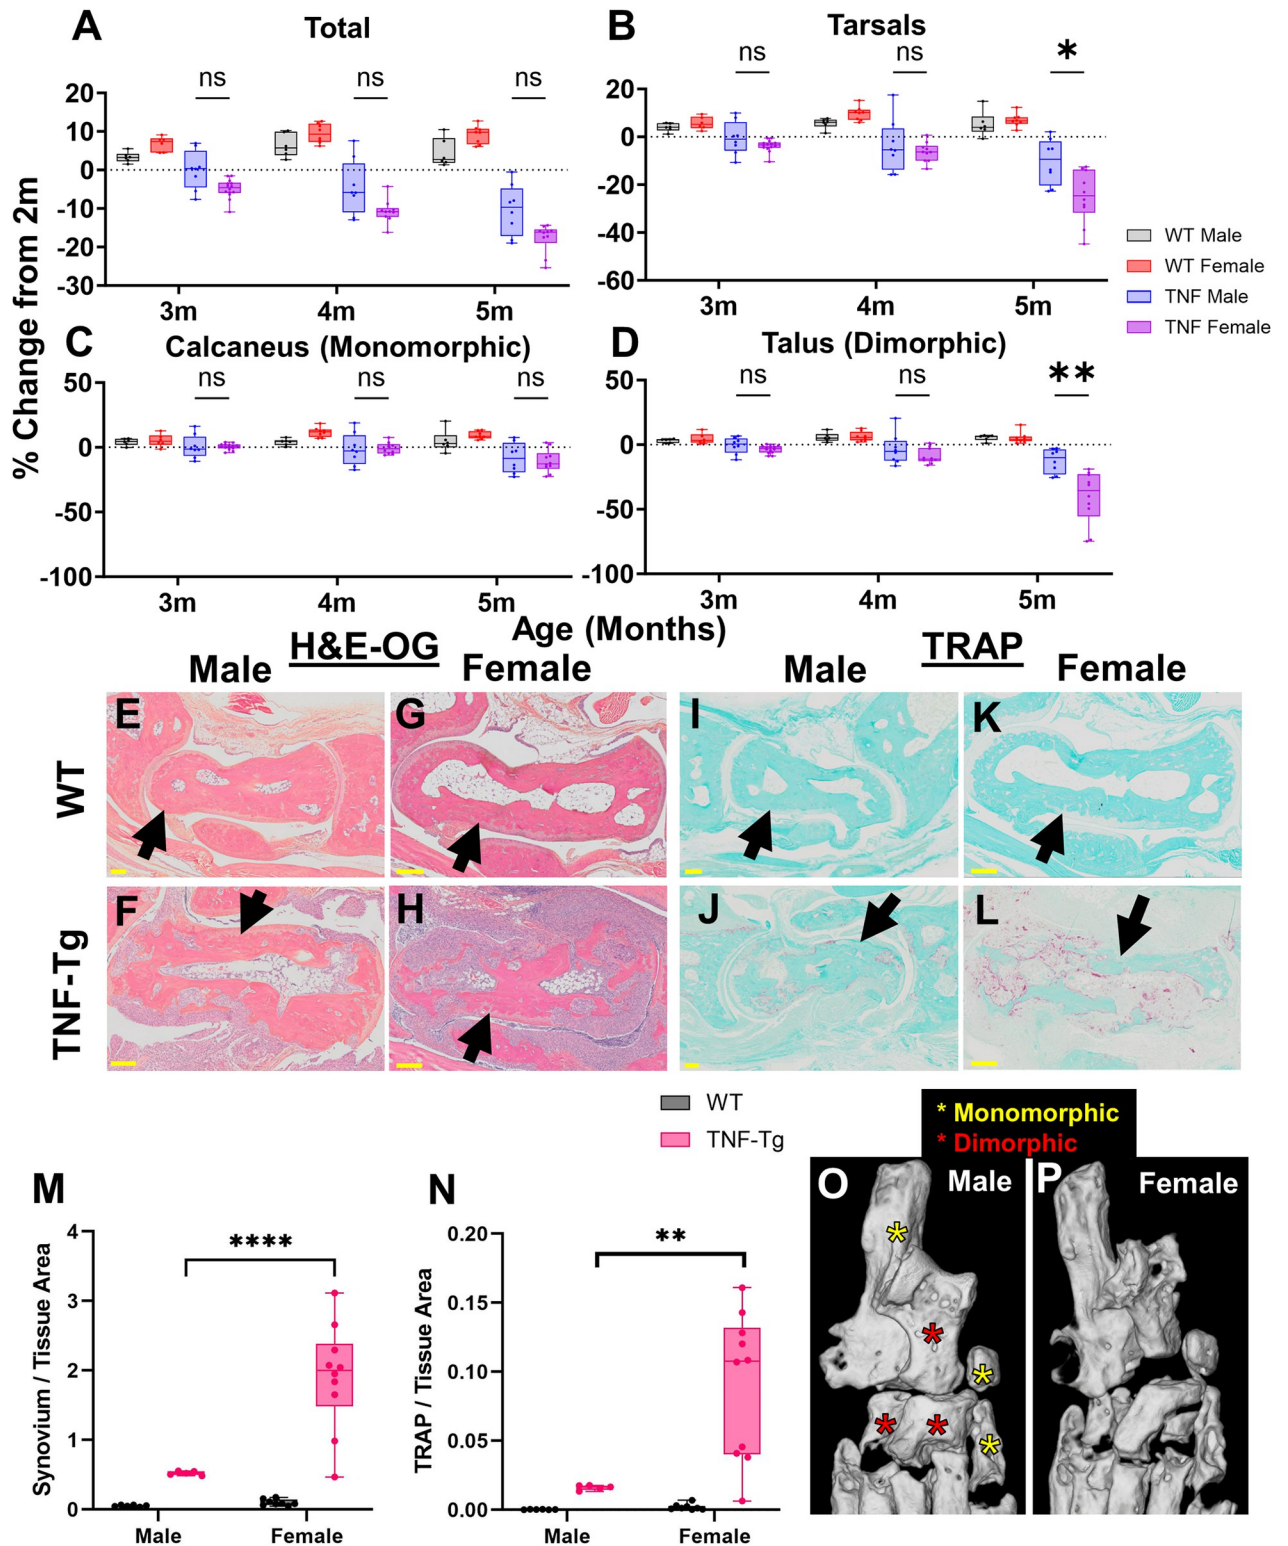 A
Total
ns
ns
ns
20
10
0
-10
-20
-30
3m
4m
5m
B
Tarsals
ns
ns
*
20
0
-20
-40
-60
3m
4m
5m
WT Male
WT Female
TNF Male
TNF Female
% Change from 2m
C
Calcaneus (Monomorphic)
ns
ns
ns
50
0
-50
-100
3m
4m
5m
D
Talus (Dimorphic)
ns
ns
**
50
0
-50
-100
3m
4m
5m
Age (Months)
H&E-OG
TRAP
Male
Female
Male
Female
WT
E
G
I
K
TNF-Tg
F
H
J
L
WT
TNF-Tg
* Monomorphic
* Dimorphic
M
Synovium / Tissue Area
4
3
2
1
0
****
Male
Female
N
TRAP / Tissue Area
0.20
0.15
0.10
0.05
0.00
**
Male
Female
O
Male
*
*
*
*
*
*
P
Female